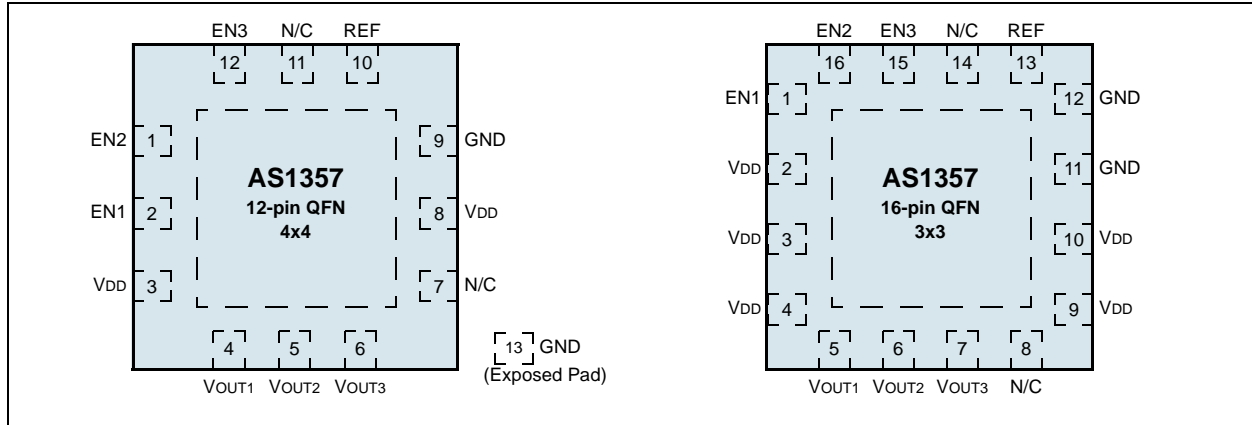 EN3 N/C REF
12 11 10
EN2 1
9 GND
AS1357
12-pin QFN
4x4
EN1 2
8 VDD
VDD 3
7 N/C
4 5 6
VOUT1 VOUT2 VOUT3
13 GND
(Exposed Pad)
EN2 EN3 N/C REF
16 15 14 13
EN1 1
12 GND
VDD 2
11 GND
AS1357
16-pin QFN
3x3
VDD 3
10 VDD
VDD 4
9 VDD
5 6 7 8
VOUT1 VOUT2 VOUT3 N/C